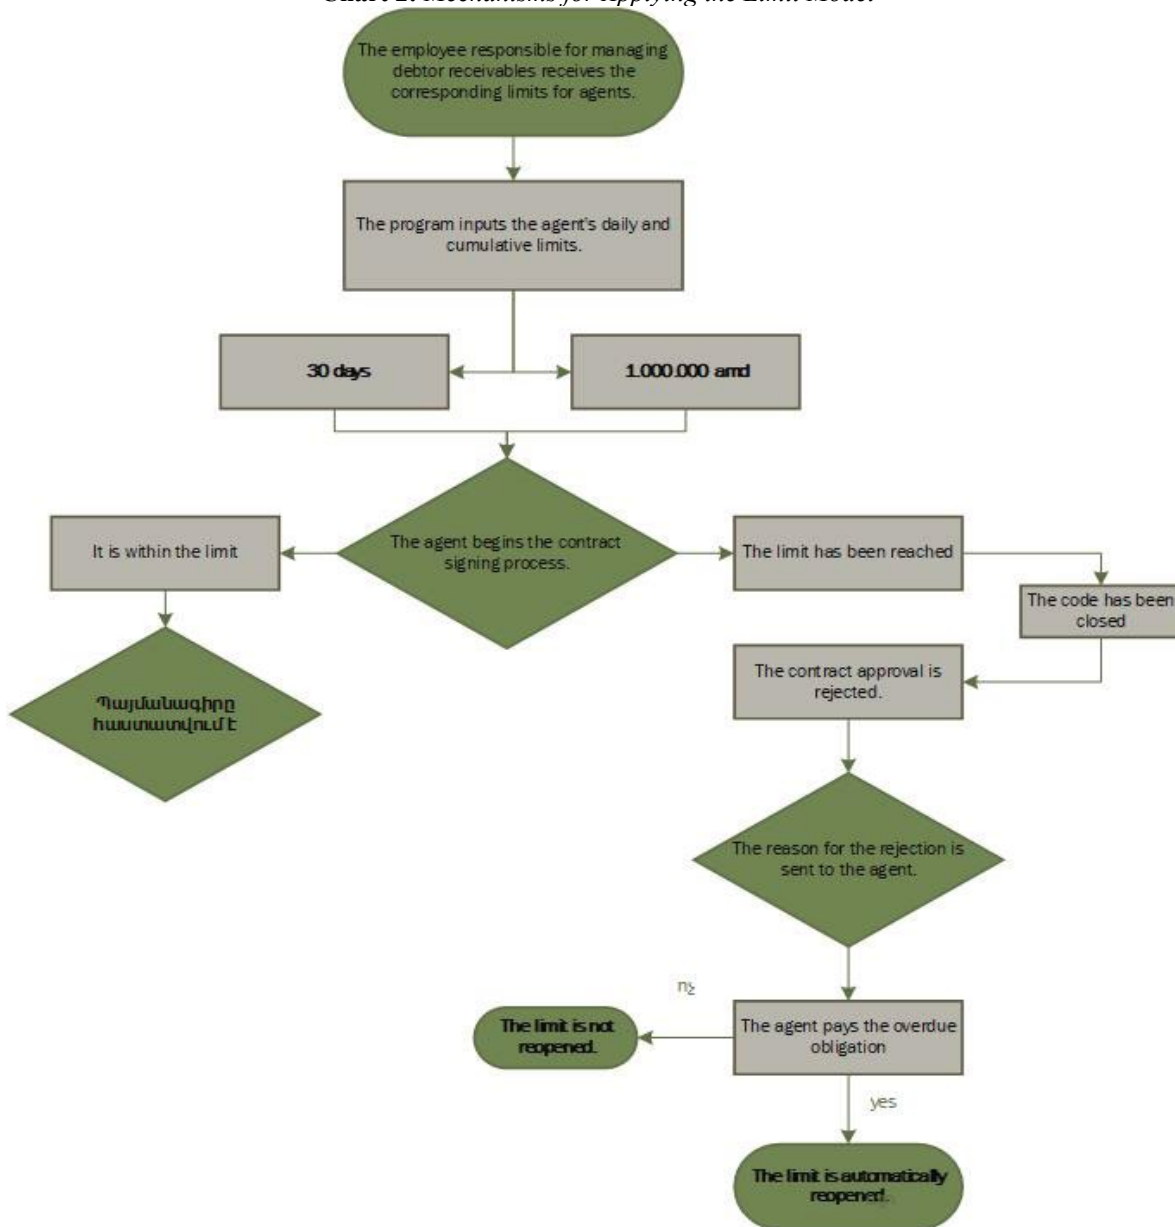 Chart 2. Mechanisms for Applying the Limit Model
The employee responsible for managing
debtor receivables receives the
corresponding limits for agents.
The program inputs the agent's daily and
cumulative limits.
30 days
1.000.000 amd
The agent begins the contract
signing process.
It is within the limit
The limit has been reached
The code has been
closed
The contract approval is
rejected.
Պայմանագիրը
հաստատվում է
The reason for the rejection is
sent to the agent.
ոչ
The agent pays the overdue
obligation
The limit is not
reopened.
yes
The limit is automatically
reopened.